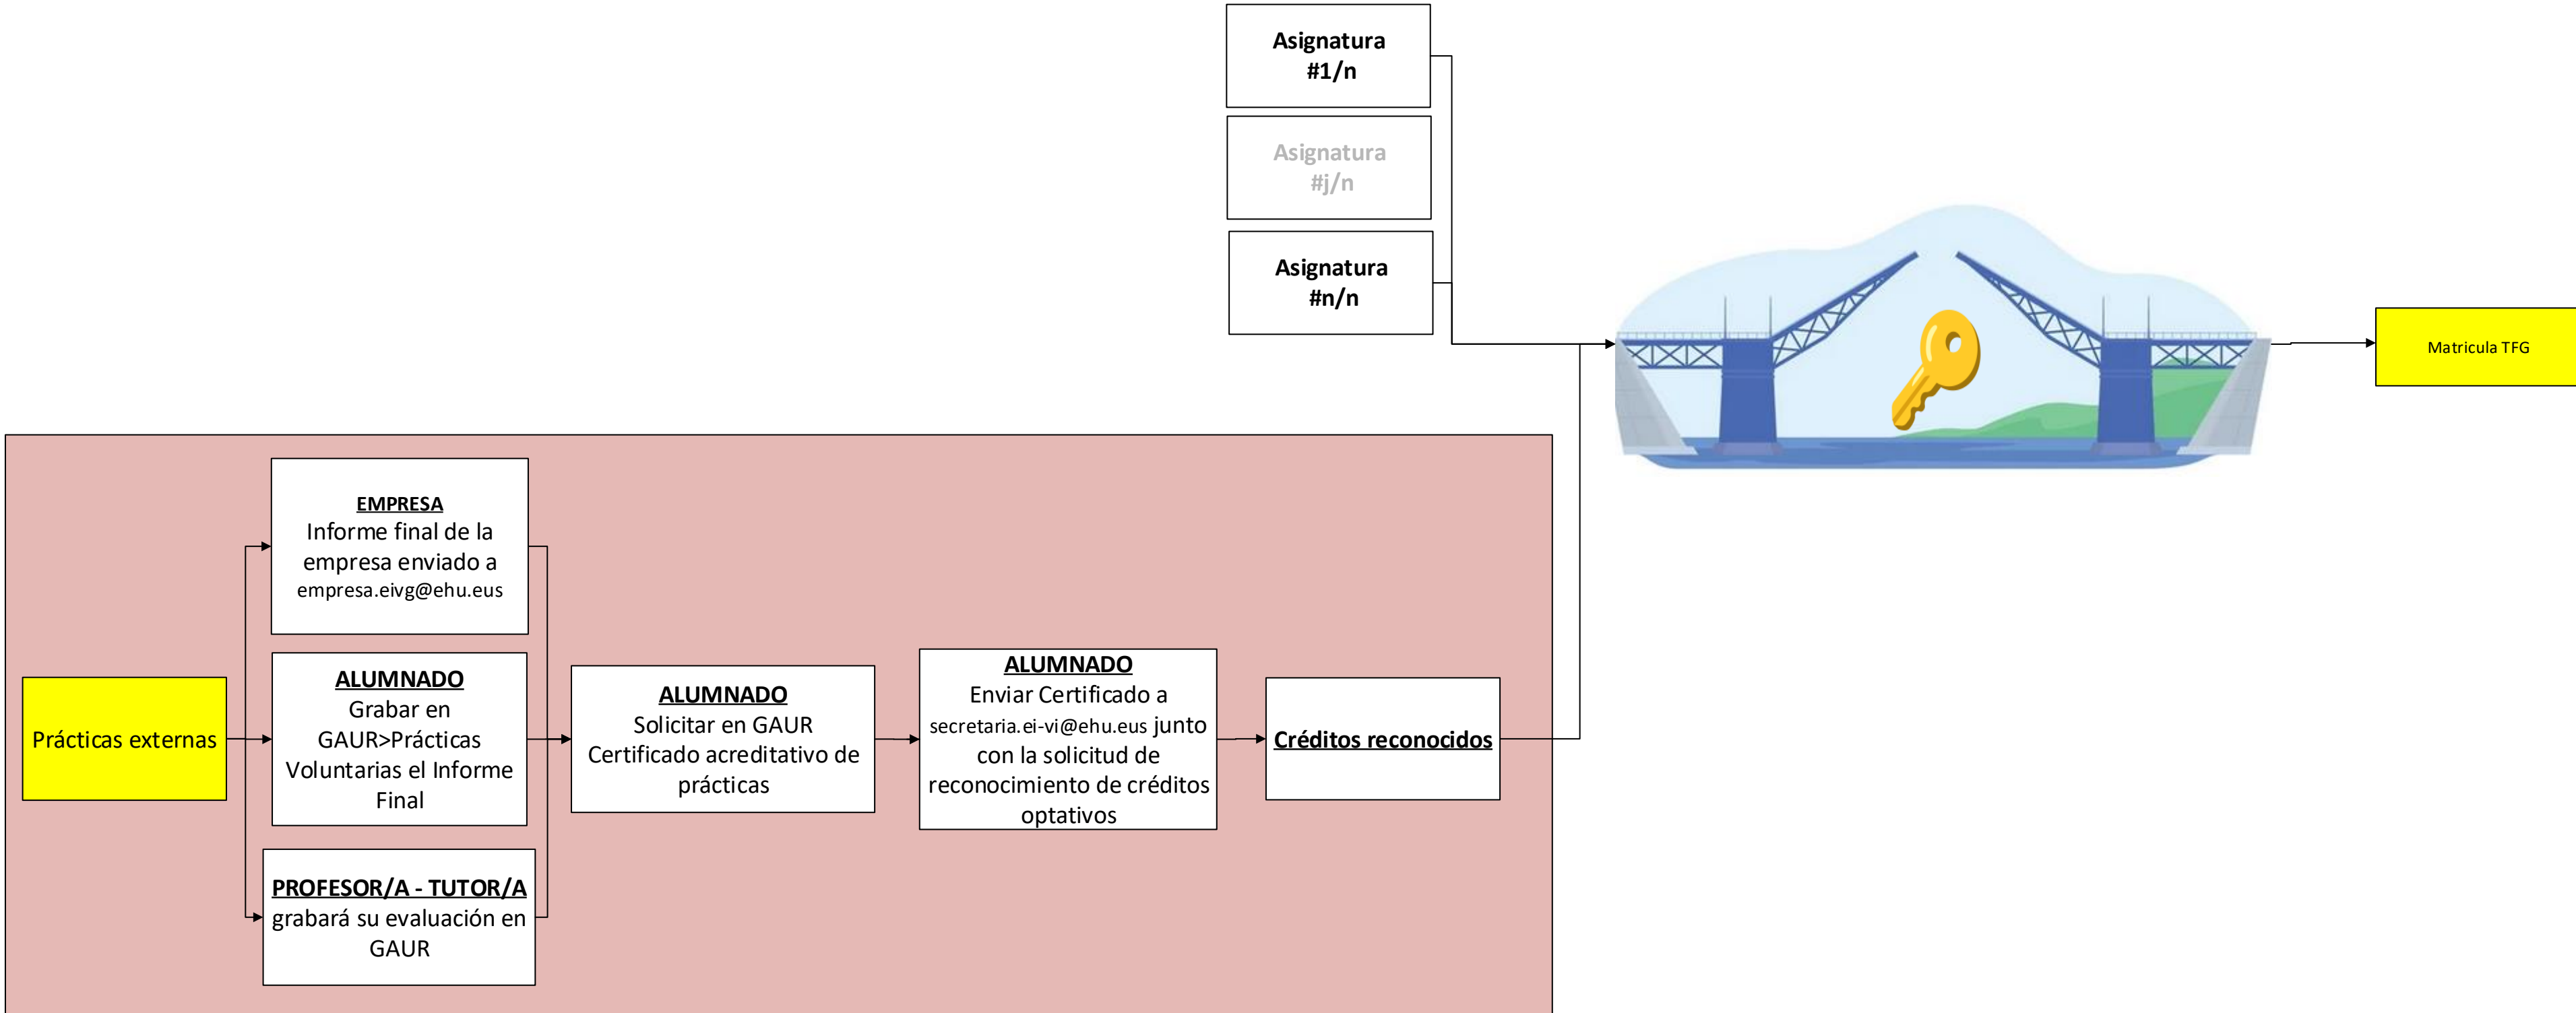 Asignatura
#1/n
Asignatura
#j/n
Asignatura
#n/n
Matricula TFG
EMPRESA
Informe final de la
empresa enviado a
empresa.eivg@ehu.eus
Prácticas externas
ALUMNADO
Grabar en
GAUR>Prácticas
Voluntarias el Informe
Final
PROFESOR/A - TUTOR/A
grabará su evaluación en
GAUR
ALUMNADO
Solicitar en GAUR
Certificado acreditativo de
prácticas
ALUMNADO
Enviar Certificado a
secretaria.ei-vi@ehu.eus junto
con la solicitud de
reconocimiento de créditos
optativos
Créditos reconocidos